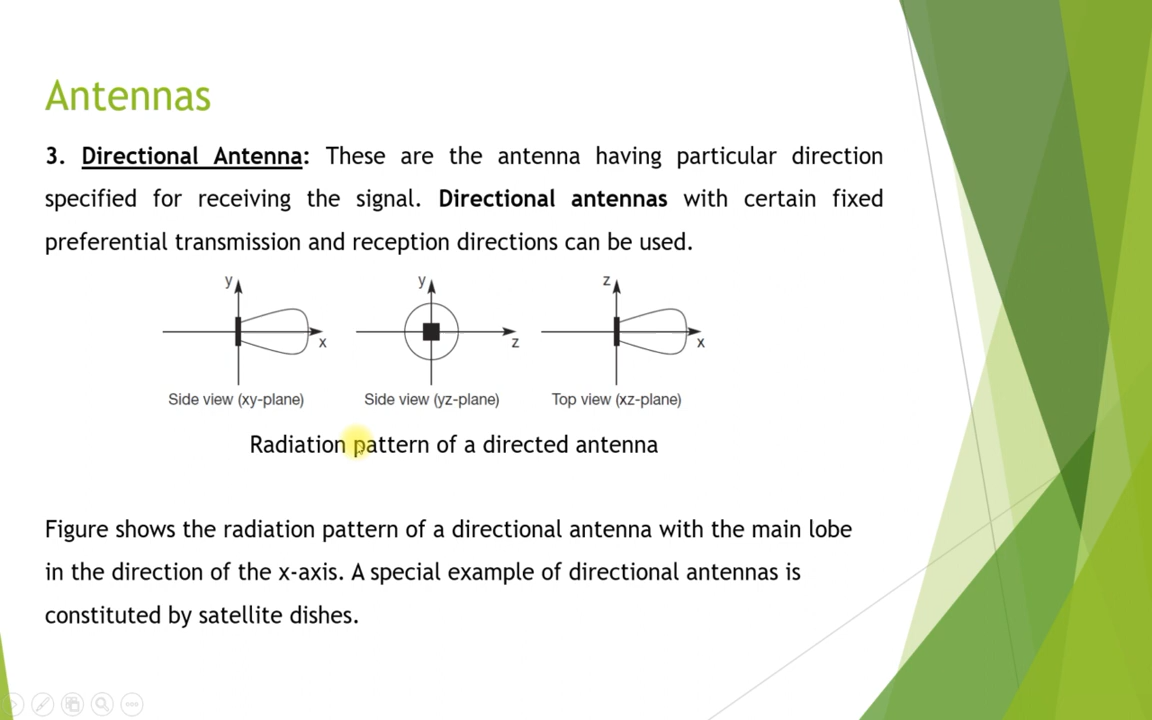 Antennas
3. Directional Antenna: These are the antenna having particular direction
specified for receiving the signal. Directional antennas with certain fixed
preferential transmission and reception directions can be used.
y y z
x z x
Side view (xy-plane) Side view (yz-plane) Top view (xz-plane)
Radiation pattern of a directed antenna
Figure shows the radiation pattern of a directional antenna with the main lobe
in the direction of the x-axis. A special example of directional antennas is
constituted by satellite dishes.